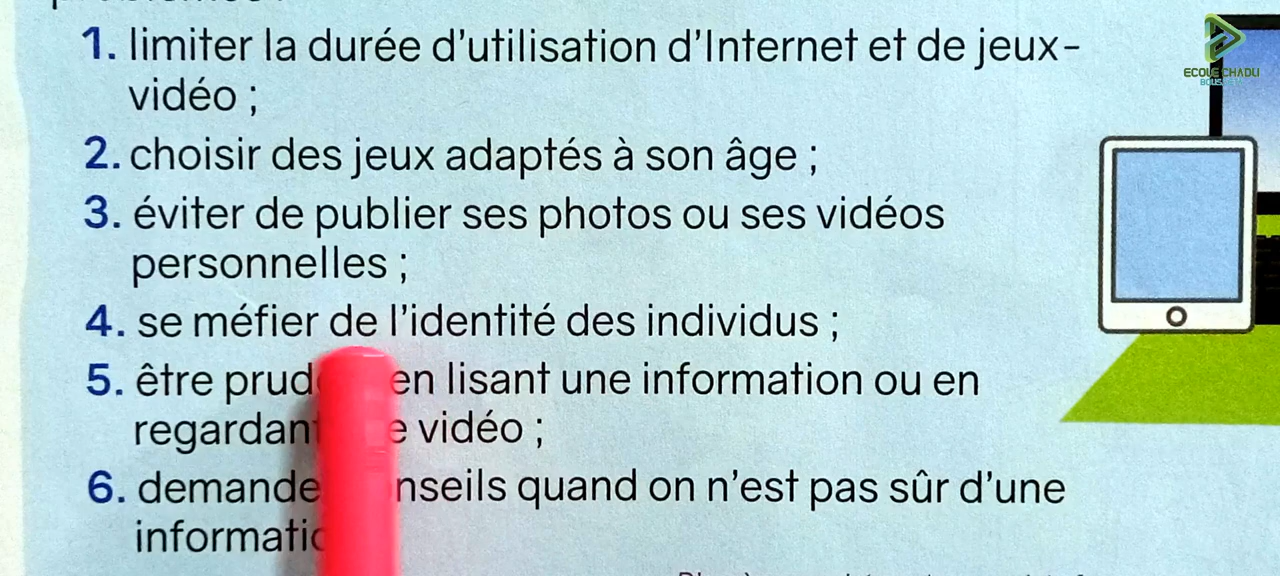 1. limiter la durée d'utilisation d'Internet et de jeux-
vidéo ;
2. choisir des jeux adaptés à son âge ;
3. éviter de publier ses photos ou ses vidéos
personnelles ;
4. se méfier de l'identité des individus ;
5. être en lisant une information ou en
vidéo ;
6. quand on n'est pas sûr d'une
ECOLE CHADLI